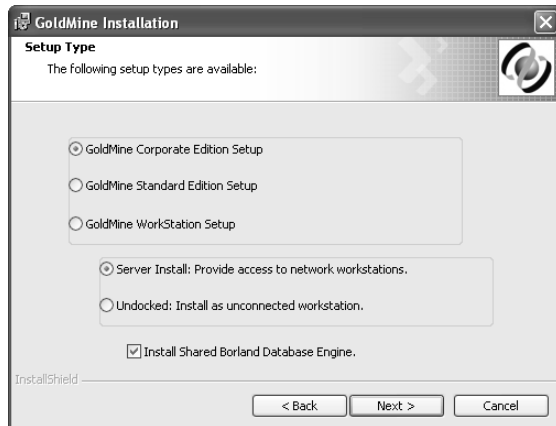 GoldMine Installation
Setup Type
The following setup types are available:
GoldMine Corporate Edition Setup
GoldMine Standard Edition Setup
GoldMine WorkStation Setup
Server Install: Provide access to network workstations.
Undocked: Install as unconnected workstation.
Install Shared Borland Database Engine.
InstallShield
< Back
Next >
Cancel